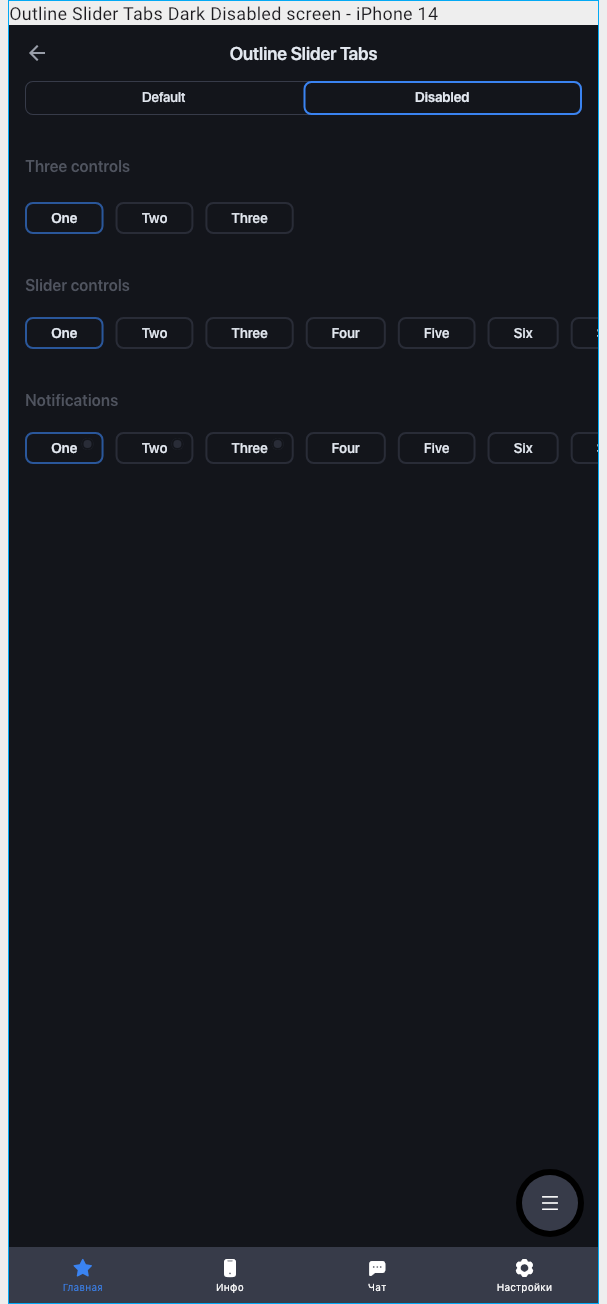 Outline Slider Tabs Dark Disabled screen - iPhone 14
Outline Slider Tabs
Default Disabled
Three controls
One Two Three
Slider controls
One Two Three Four Five Six
Notifications
One Two Three Four Five Six
Главная Инфо Чат Настройки